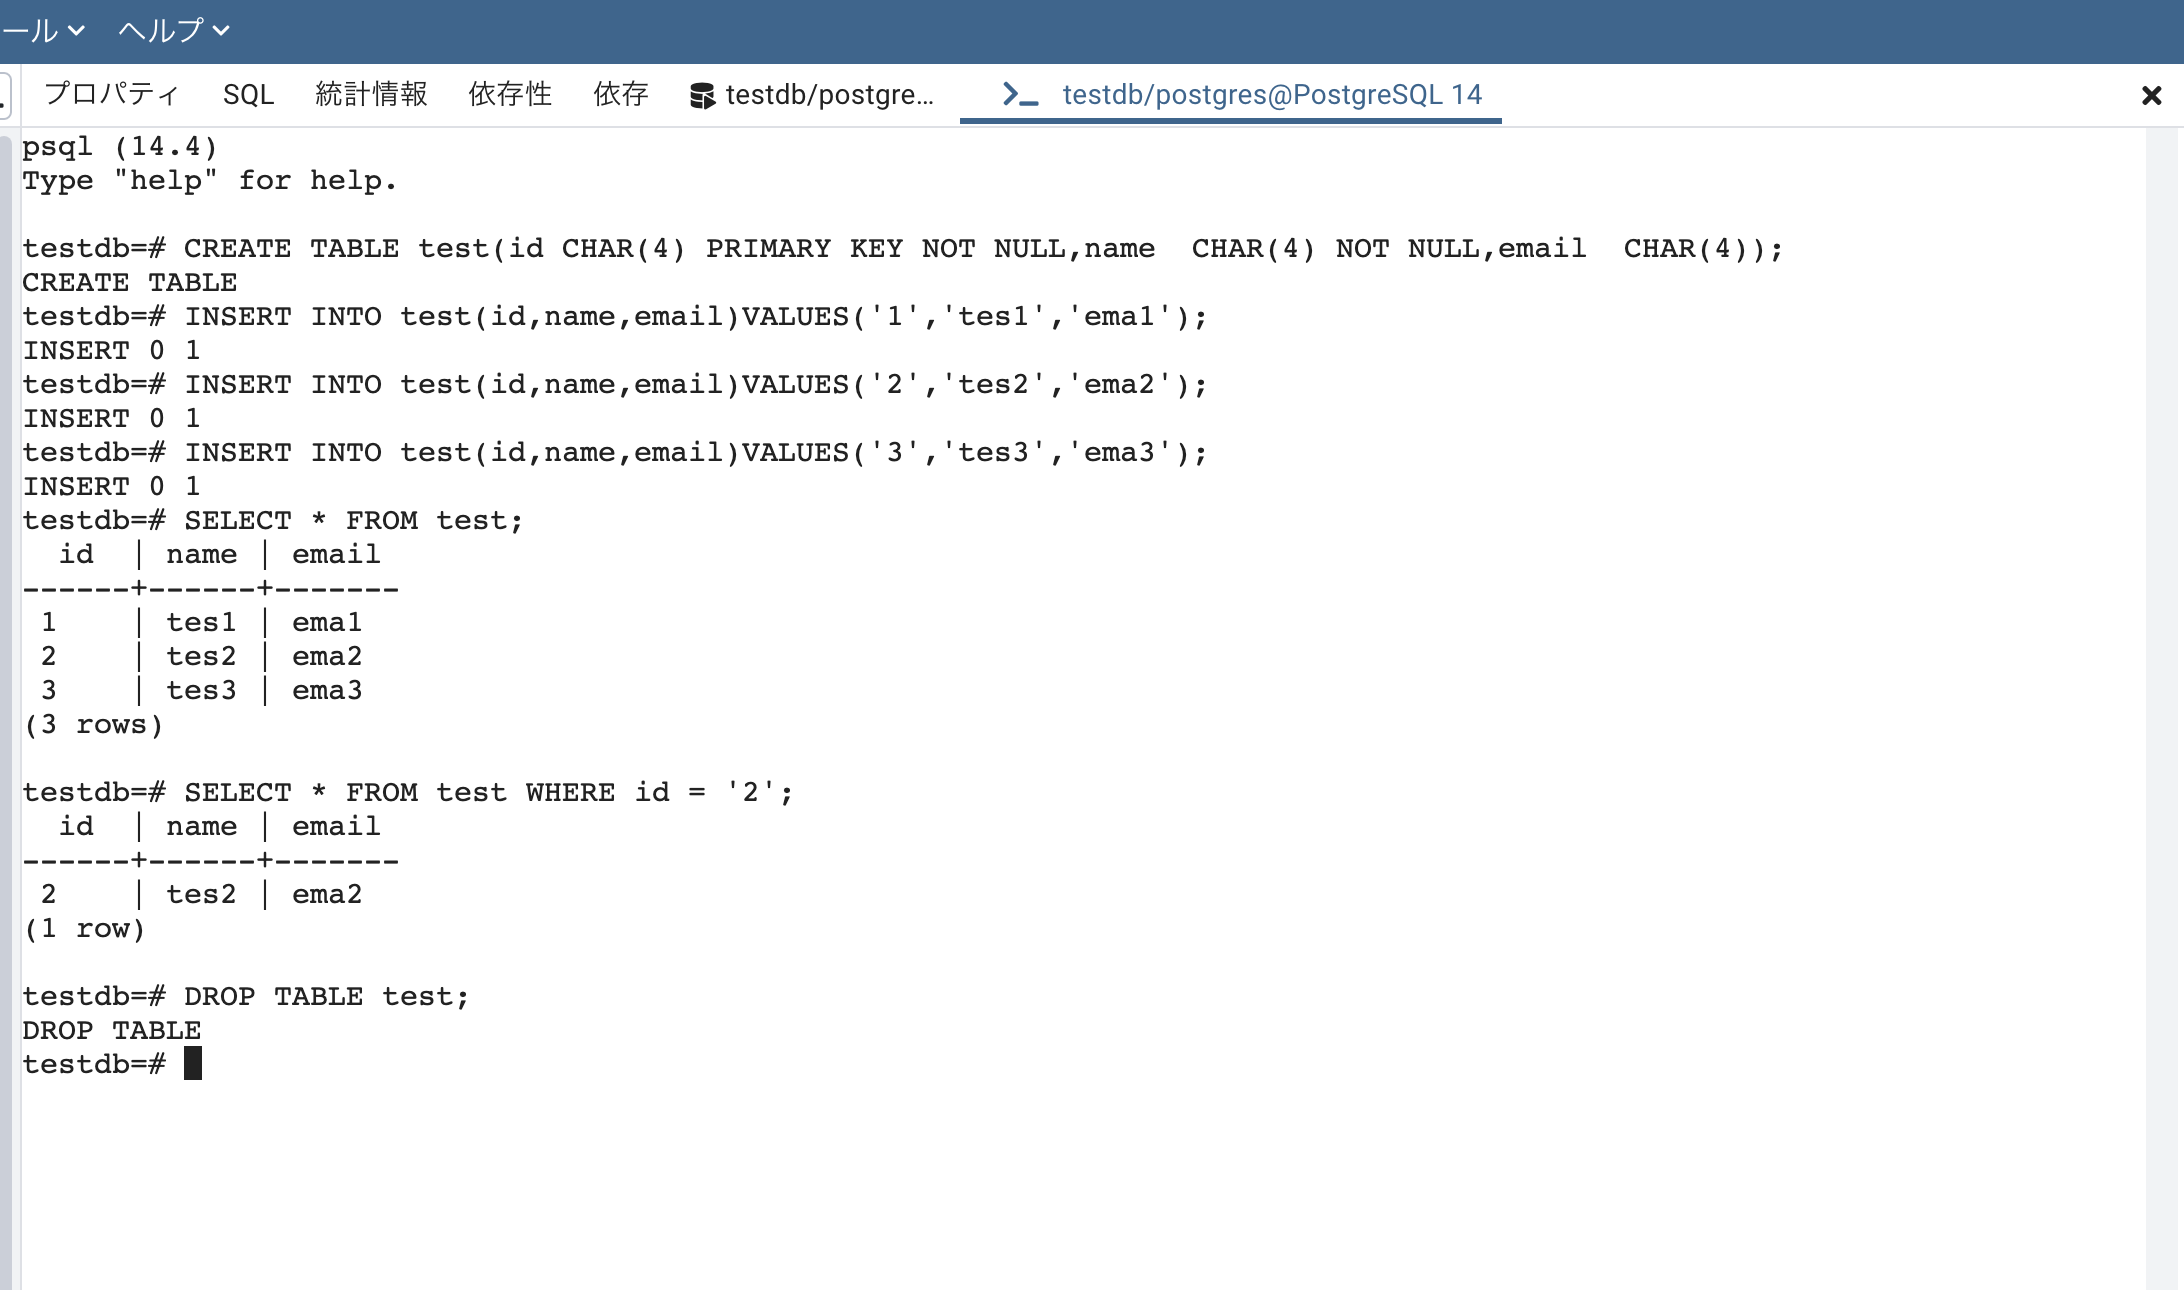 ール ヘルプ
プロパティ SQL 統計情報 依存性 依存 testdb/postgre... testdb/postgres@PostgreSQL 14
psql (14.4)
Type "help" for help.
testdb=# CREATE TABLE test(id CHAR(4) PRIMARY KEY NOT NULL,name  CHAR(4) NOT NULL,email  CHAR(4));
CREATE TABLE
testdb=# INSERT INTO test(id,name,email)VALUES('1','tes1','ema1');
INSERT 0 1
testdb=# INSERT INTO test(id,name,email)VALUES('2','tes2','ema2');
INSERT 0 1
testdb=# INSERT INTO test(id,name,email)VALUES('3','tes3','ema3');
INSERT 0 1
testdb=# SELECT * FROM test;
  id  | name | email
------+------+-------
 1    | tes1 | ema1
 2    | tes2 | ema2
 3    | tes3 | ema3
(3 rows)
testdb=# SELECT * FROM test WHERE id = '2';
  id  | name | email
------+------+-------
 2    | tes2 | ema2
(1 row)
testdb=# DROP TABLE test;
DROP TABLE
testdb=#